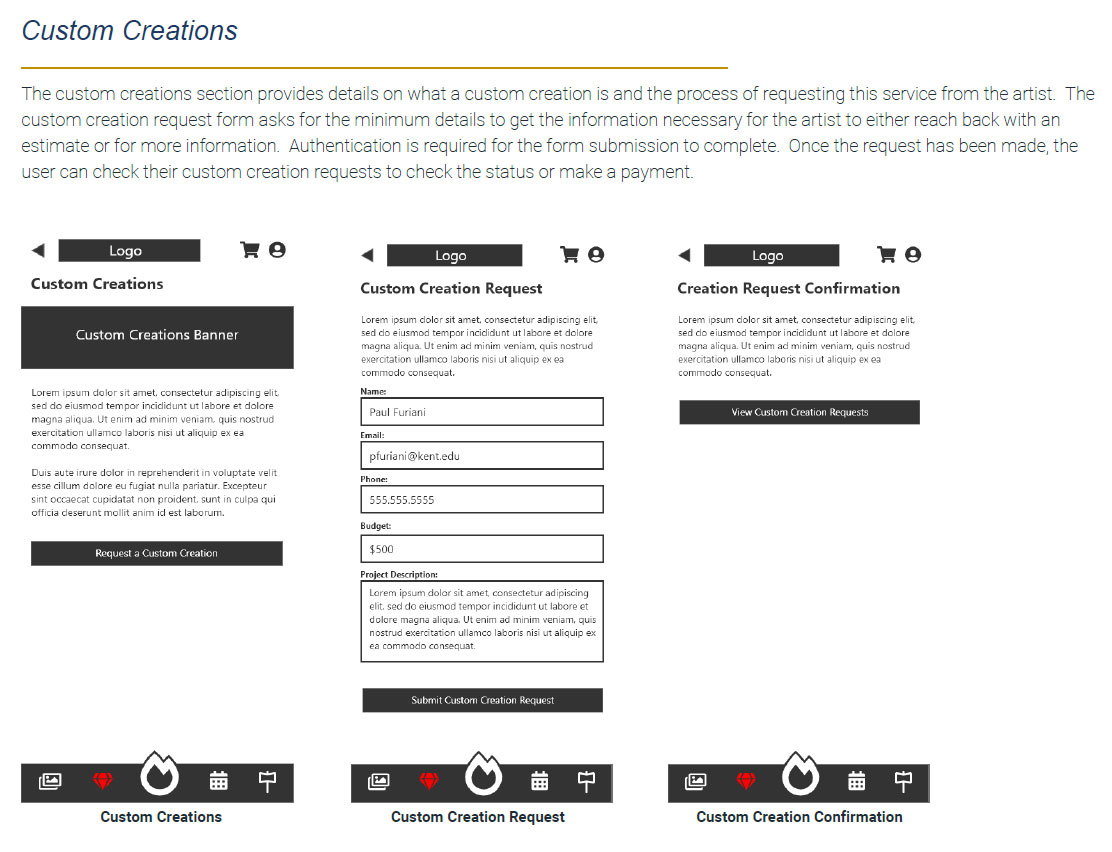 Custom Creations
The custom creations section provides details on what a custom creation is and the process of requesting this service from the artist. The
custom creation request form asks for the minimum details to get the information necessary for the artist to either reach back with an
estimate or for more information. Authentication is required for the form submission to complete. Once the request has been made, the
user can check their custom creation requests to check the status or make a payment.
Logo
Custom Creations
Custom Creations Banner
Lorem ipsum dolor sit amet, consectetur adipiscing elit,
sed do eiusmod tempor incididunt ut labore et dolore
magna aliqua. Ut enim ad minim veniam, quis nostrud
exercitation ullamco laboris nisi ut aliquip ex ea
commodo consequat.
Duis aute irure dolor in reprehenderit in voluptate velit
esse cillum dolore eu fugiat nulla pariatur. Excepteur
sint occaecat cupidatat non proident, sunt in culpa qui
officia deserunt mollit anim id est laborum.
Request a Custom Creation
Custom Creations
Logo
Custom Creation Request
Lorem ipsum dolor sit amet, consectetur adipiscing elit,
sed do eiusmod tempor incididunt ut labore et dolore
magna aliqua. Ut enim ad minim veniam, quis nostrud
exercitation ullamco laboris nisi ut aliquip ex ea
commodo consequat.
Name:
Paul Furiani
Email:
pfuriani@kent.edu
Phone:
555.555.5555
Budget:
$500
Project Description:
Lorem ipsum dolor sit amet, consectetur adipiscing
elit, sed do eiusmod tempor incididunt ut labore et
dolore magna aliqua. Ut enim ad minim veniam, quis
nostrud exercitation ullamco laboris nisi ut aliquip ex
ea commodo consequat.
Submit Custom Creation Request
Custom Creation Request
Logo
Creation Request Confirmation
Lorem ipsum dolor sit amet, consectetur adipiscing elit,
sed do eiusmod tempor incididunt ut labore et dolore
magna aliqua. Ut enim ad minim veniam, quis nostrud
exercitation ullamco laboris nisi ut aliquip ex ea
commodo consequat.
View Custom Creation Requests
Custom Creation Confirmation